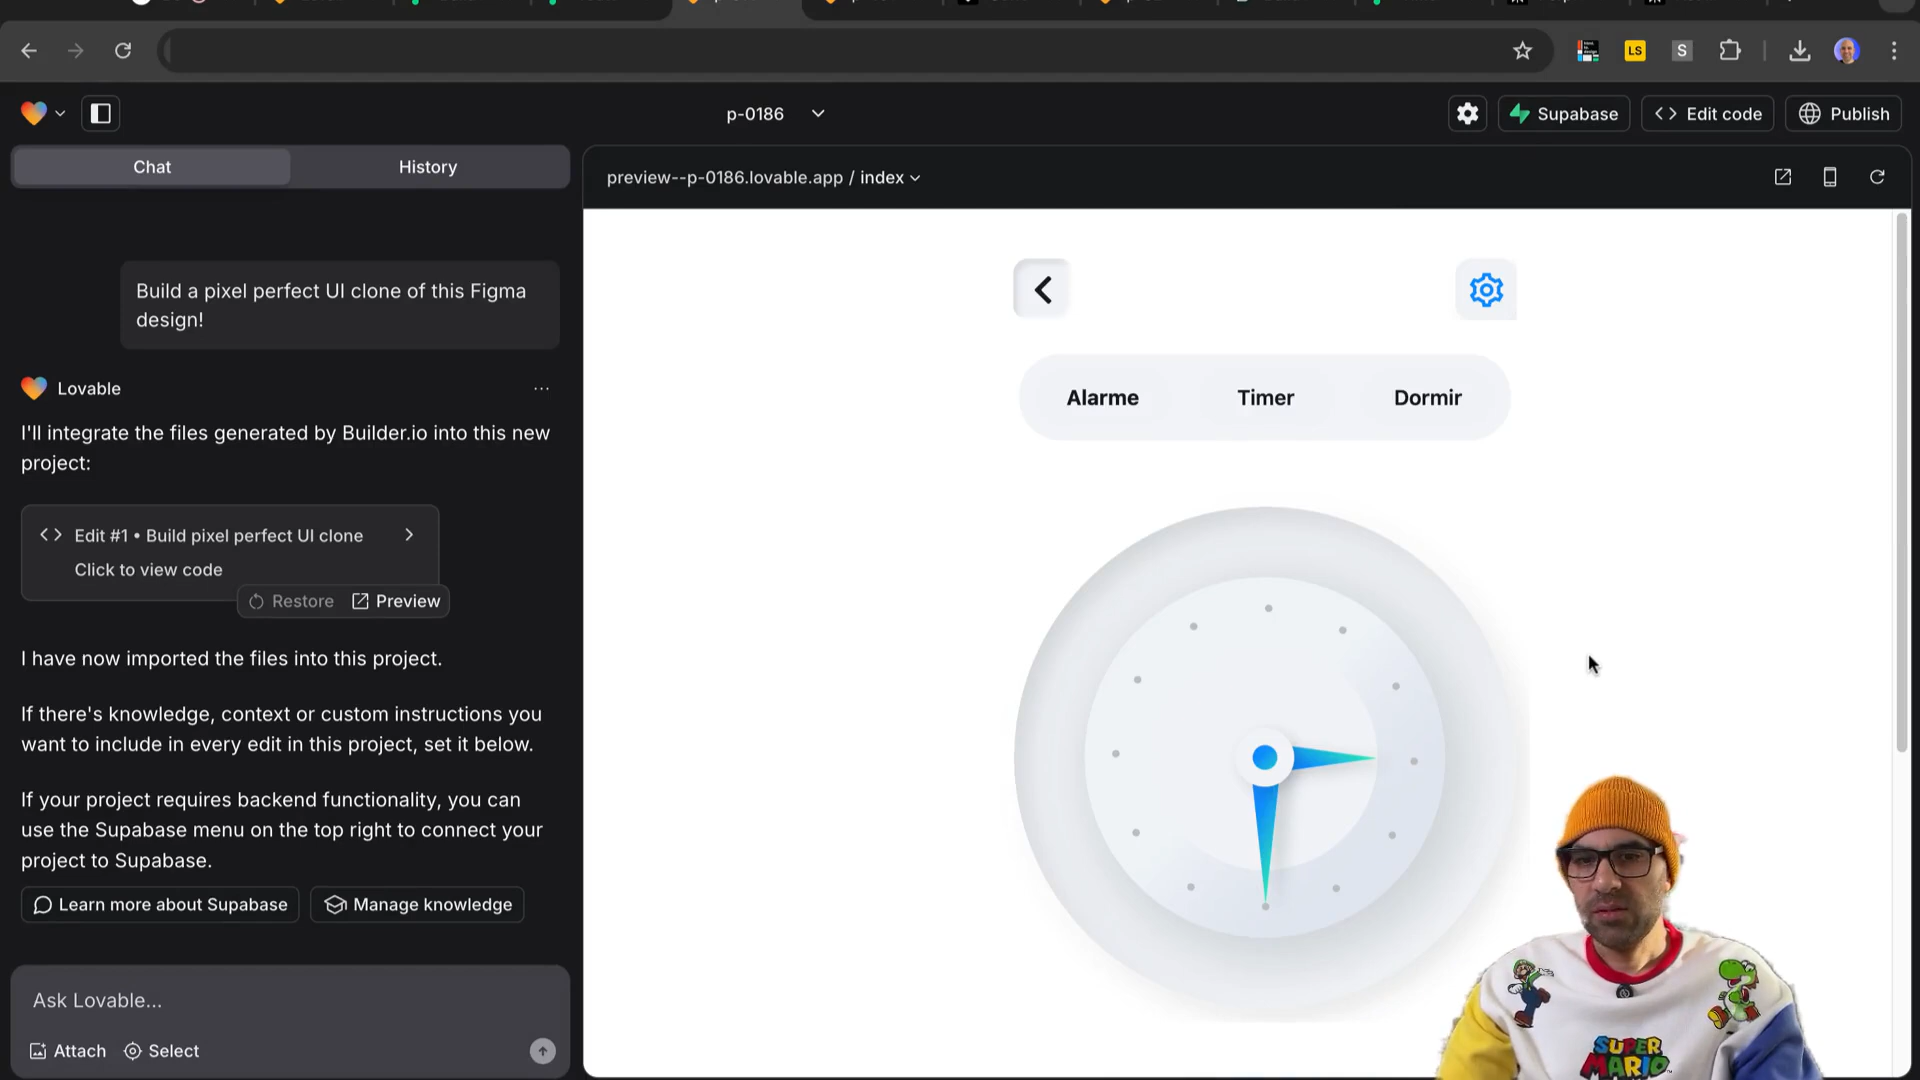 LS
S
p-0186
Supabase
Edit code
Publish
Chat
History
preview--p-0186.lovable.app / index
Build a pixel perfect UI clone of this Figma
design!
Lovable
I'll integrate the files generated by Builder.io into this new
project:
Edit #1 • Build pixel perfect UI clone
Click to view code
Restore
Preview
I have now imported the files into this project.
If there's knowledge, context or custom instructions you
want to include in every edit in this project, set it below.
If your project requires backend functionality, you can
use the Supabase menu on the top right to connect your
project to Supabase.
Learn more about Supabase
Manage knowledge
Ask Lovable...
Attach
Select
Alarme
Timer
Dormir
SUPER
MARIO